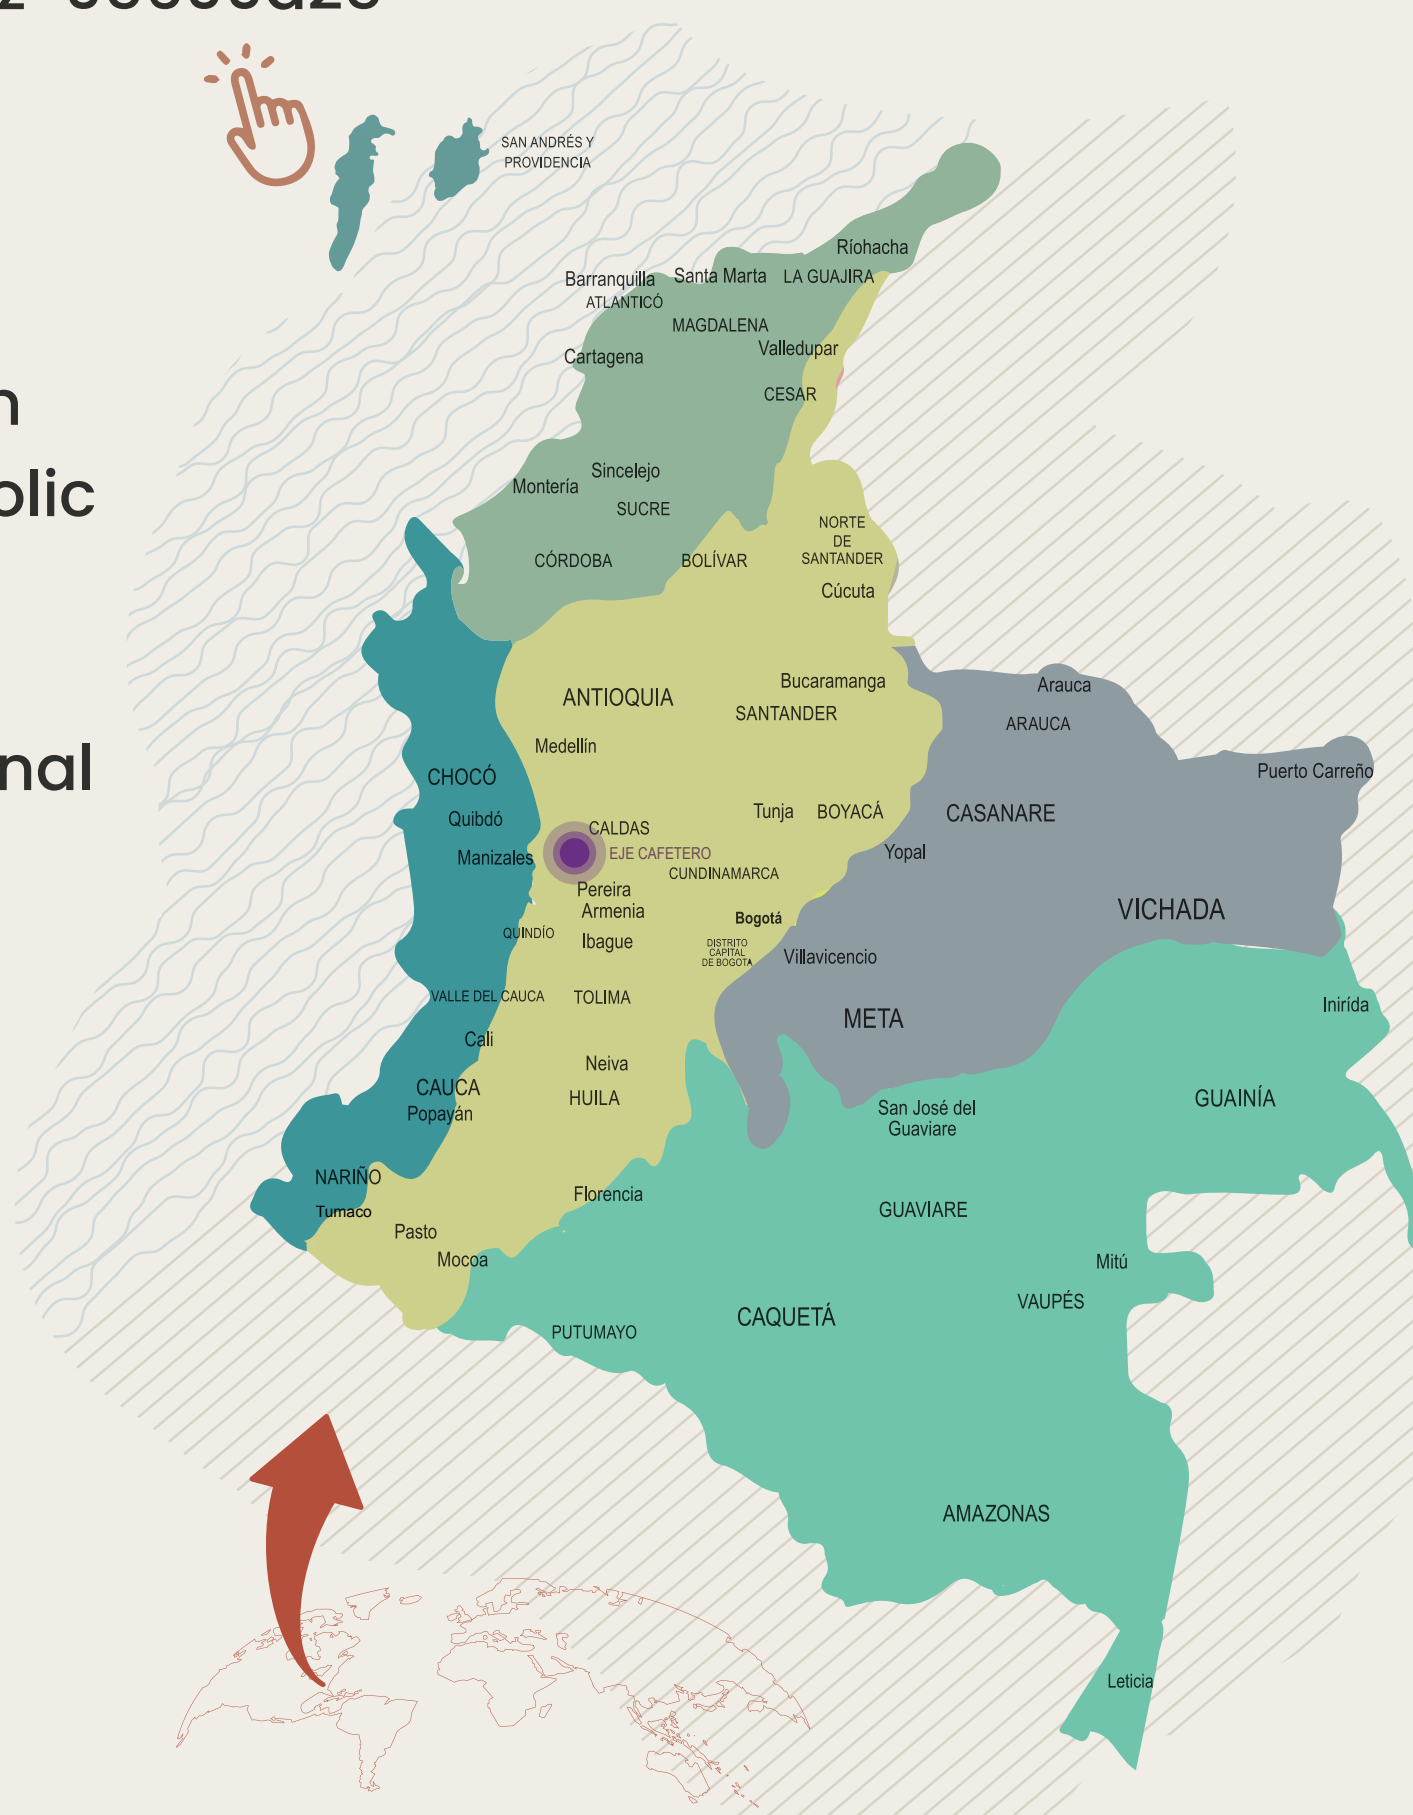 SAN ANDRÉS Y
PROVIDENCIA
Ríohacha
Barranquilla
Santa Marta
LA GUAJIRA
ATLANTICÓ
MAGDALENA
Valledupar
Cartagena
CESAR
n
Sincelejo
Montería
olic
SUCRE
NORTE
DE
SANTANDER
CÓRDOBA
BOLÍVAR
Cúcuta
Bucaramanga
Arauca
ANTIOQUIA
SANTANDER
ARAUCA
Medellín
nal
CHOCÓ
Puerto Carreño
Quibdó
Tunja
BOYACÁ
CASANARE
CALDAS
Manizales
EJE CAFETERO
Yopal
CUNDINAMARCA
Pereira
Armenia
VICHADA
Bogotá
QUINDÍO
Ibague
DISTRITO
CAPITAL
DE BOGOTÁ
Villavicencio
VALLE DEL CAUCA
TOLIMA
Inirída
META
Cali
Neiva
CAUCA
HUILA
GUAINÍA
Popayán
San José del
Guaviare
NARIÑO
Florencia
Tumaco
GUAVIARE
Pasto
Mocoa
Mitú
VAUPÉS
CAQUETÁ
PUTUMAYO
AMAZONAS
Leticia